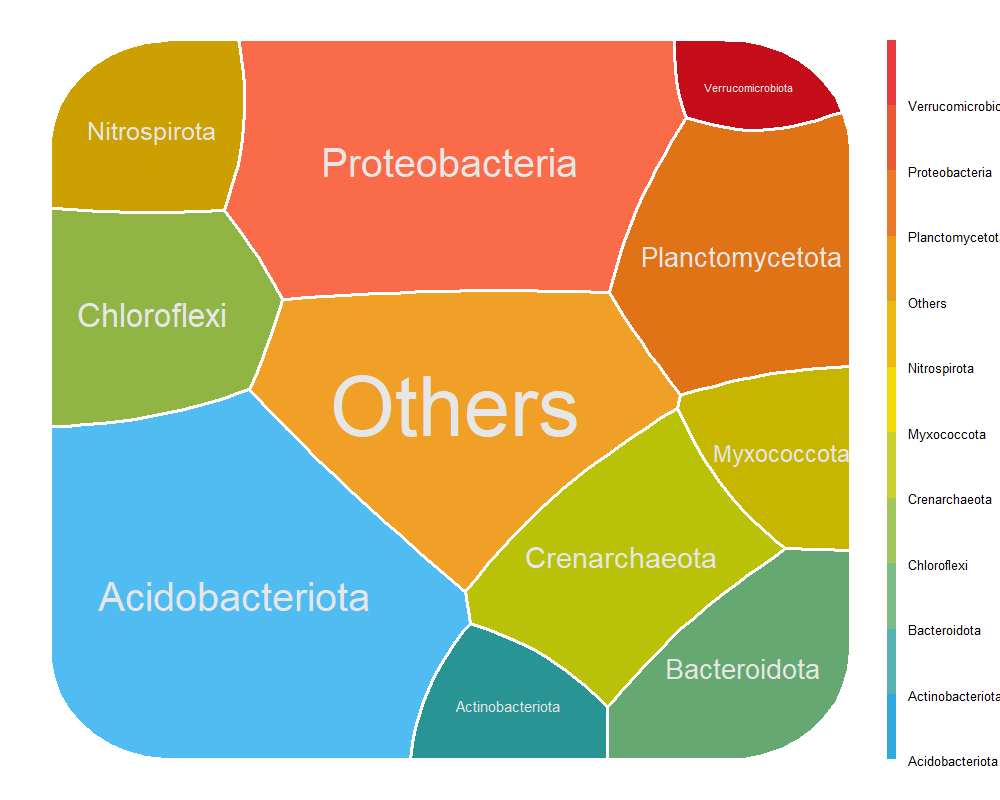 Verrucomicrobiota
Nitrospirota
Proteobacteria
Planctomycetota
Chloroflexi
Others
Myxococcota
Crenarchaeota
Acidobacteriota
Bacteroidota
Actinobacteriota
Verrucomicrobio
Proteobacteria
Planctomycetota
Others
Nitrospirota
Myxococcota
Crenarchaeota
Chloroflexi
Bacteroidota
Actinobacteriota
Acidobacteriota